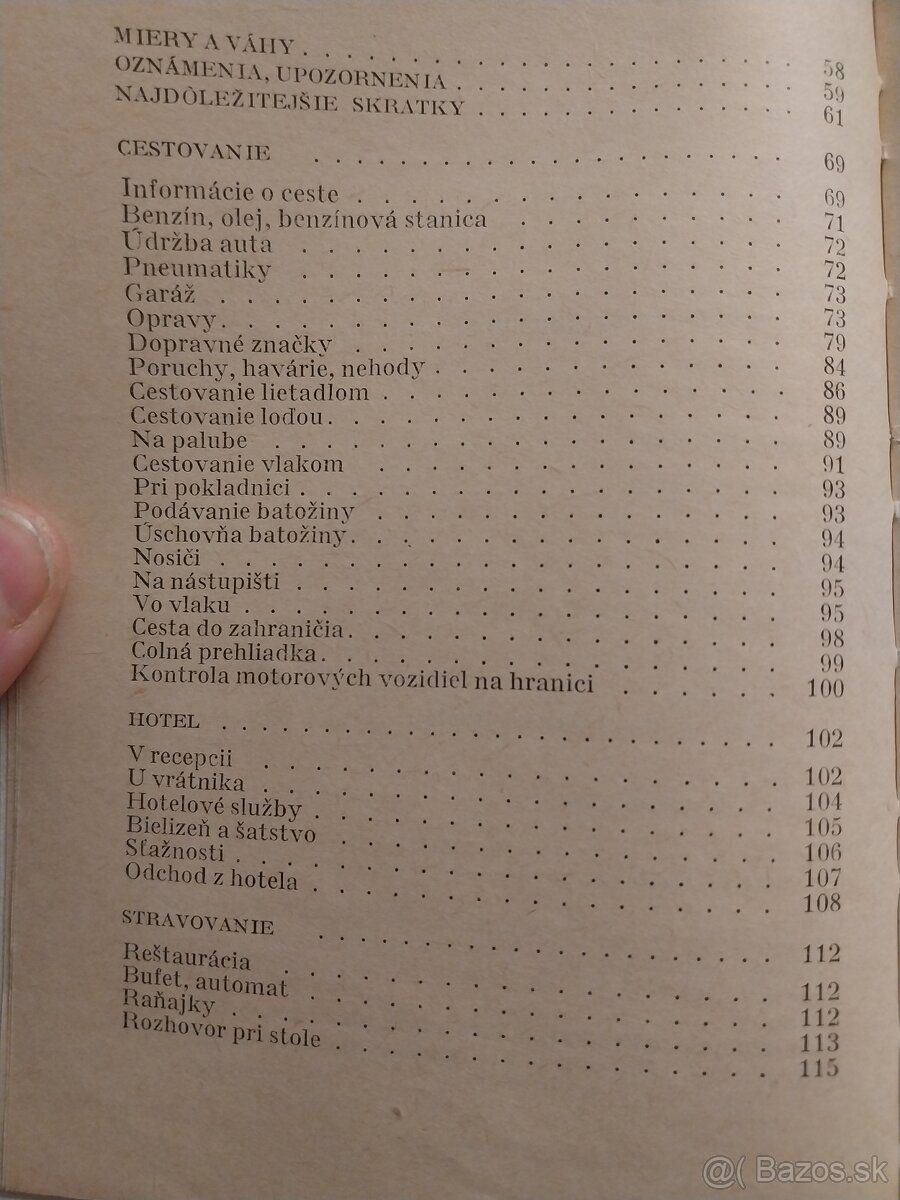 MIERY A VÁHY . . . . . . . . . . . . . . . . . . 58
OZNÁMENIA, UPOZORNENIA . . . . . . . . . . . . 59
NAJDÔLEŽITEJŠIE SKRATKY . . . . . . . . . . . . 61
CESTOVANIE . . . . . . . . . . . . . . . . . . 69
Informácie o ceste . . . . . . . . . . . . . . . . 69
Benzín, olej, benzínová stanica . . . . . . . . . . 71
Údržba auta . . . . . . . . . . . . . . . . . . 72
Pneumatiky . . . . . . . . . . . . . . . . . . 72
Garáž . . . . . . . . . . . . . . . . . . . . 73
Opravy . . . . . . . . . . . . . . . . . . . . 73
Dopravné značky . . . . . . . . . . . . . . . . 79
Poruchy, havárie, nehody . . . . . . . . . . . . . 84
Cestovanie lietadlom . . . . . . . . . . . . . . . 86
Cestovanie loďou . . . . . . . . . . . . . . . . 89
Na palube . . . . . . . . . . . . . . . . . . . 89
Cestovanie vlakom . . . . . . . . . . . . . . . 91
Pri pokladnici . . . . . . . . . . . . . . . . . 93
Podávanie batožiny . . . . . . . . . . . . . . . 93
Úschovňa batožiny . . . . . . . . . . . . . . . 94
Nosiči . . . . . . . . . . . . . . . . . . . . 94
Na nástupišti . . . . . . . . . . . . . . . . . . 95
Vo vlaku . . . . . . . . . . . . . . . . . . . 95
Cesta do zahraničia . . . . . . . . . . . . . . . 98
Colná prehliadka . . . . . . . . . . . . . . . . 99
Kontrola motorových vozidiel na hranici . . . . . . 100
HOTEL . . . . . . . . . . . . . . . . . . . . 102
V recepcii . . . . . . . . . . . . . . . . . . . 102
U vrátnika . . . . . . . . . . . . . . . . . . . 104
Hotelové služby . . . . . . . . . . . . . . . . . 105
Bielizeň a šatstvo . . . . . . . . . . . . . . . . 106
Sťažnosti . . . . . . . . . . . . . . . . . . . 107
Odchod z hotela . . . . . . . . . . . . . . . . 108
STRAVOVANIE . . . . . . . . . . . . . . . . . 112
Reštaurácia . . . . . . . . . . . . . . . . . . 112
Bufet, automat . . . . . . . . . . . . . . . . . 112
Raňajky . . . . . . . . . . . . . . . . . . . . 113
Rozhovor pri stole . . . . . . . . . . . . . . . 115
@( Bazos.sk